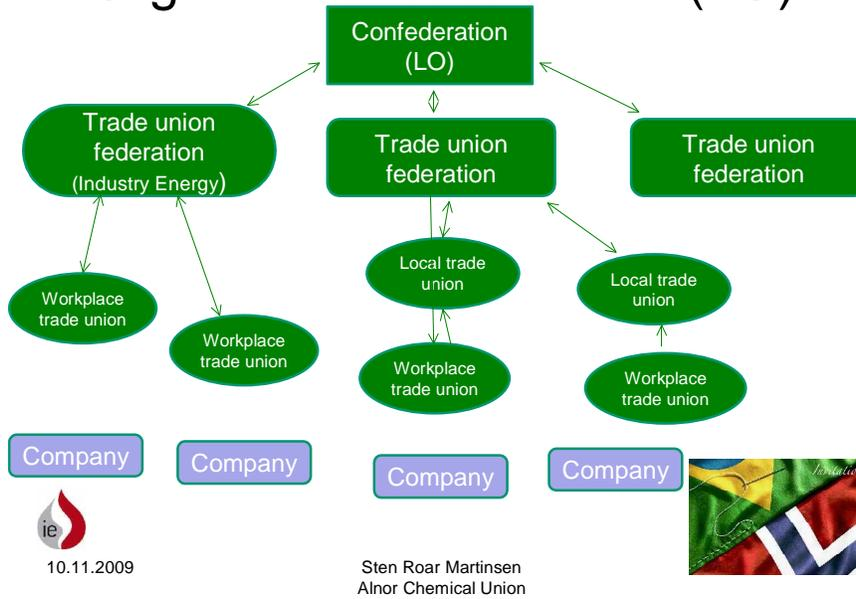 Confederation
(LO)
Trade union
federation
(Industry Energy)
Trade union
federation
Trade union
federation
Local trade
union
Local trade
union
Workplace
trade union
Workplace
trade union
Workplace
trade union
Workplace
trade union
Company
Company
Company
Company
ie
10.11.2009
Sten Roar Martinsen
Alnor Chemical Union